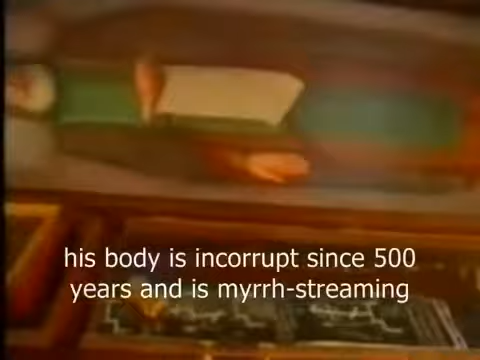 his body is incorrupt since 500
years and is myrrh-streaming